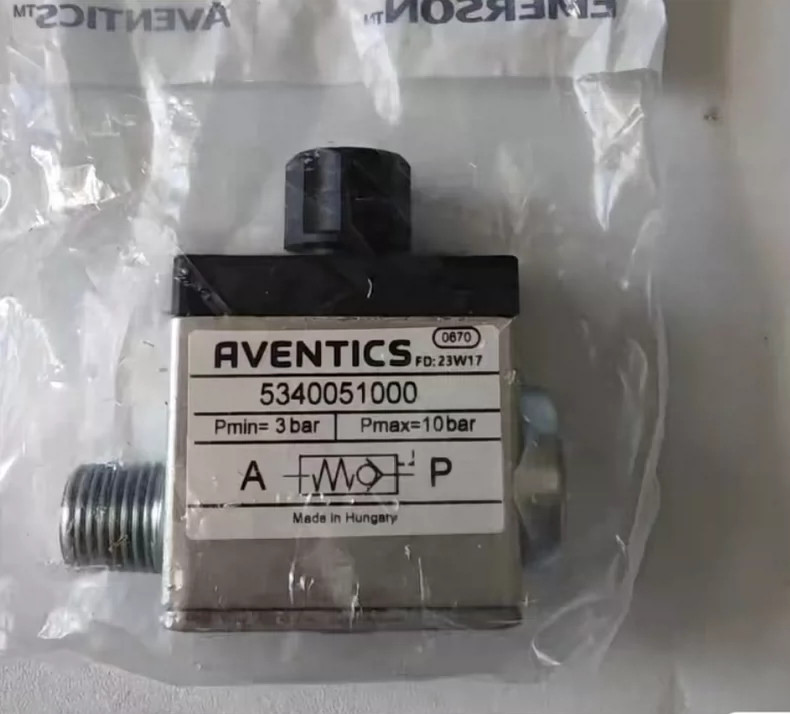 AVENTICS™ EMERSON™
AVENTICS 0670 FD: 23W17
5340051000
Pmin= 3 bar Pmax=10 bar
A P
Made in Hungary